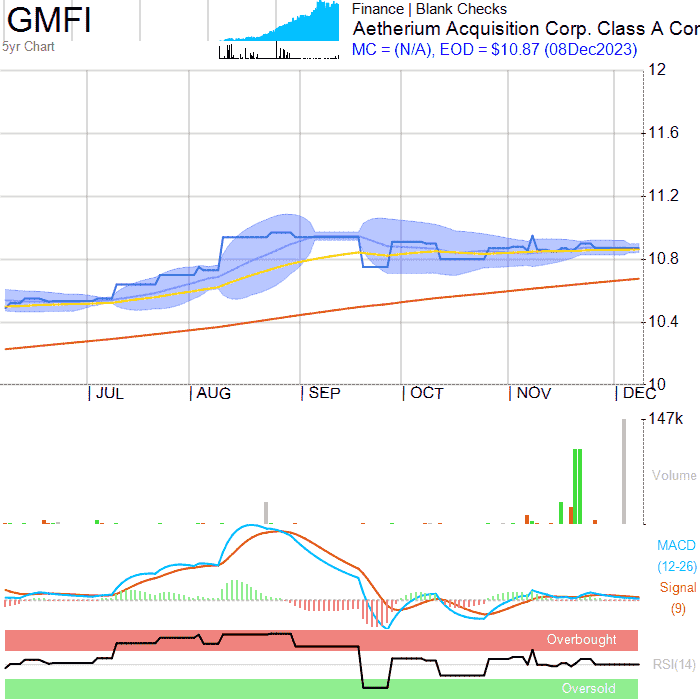 GMFI
5yr Chart
Finance | Blank Checks
Aetherium Acquisition Corp. Class A Cor
MC = (N/A), EOD = $10.87 (08Dec2023)
12
11.6
11.2
10.8
10.4
10
JUL AUG SEP OCT NOV DEC
147k
Volume
MACD
(12-26)
Signal
(9)
Overbought
RSI(14)
Oversold